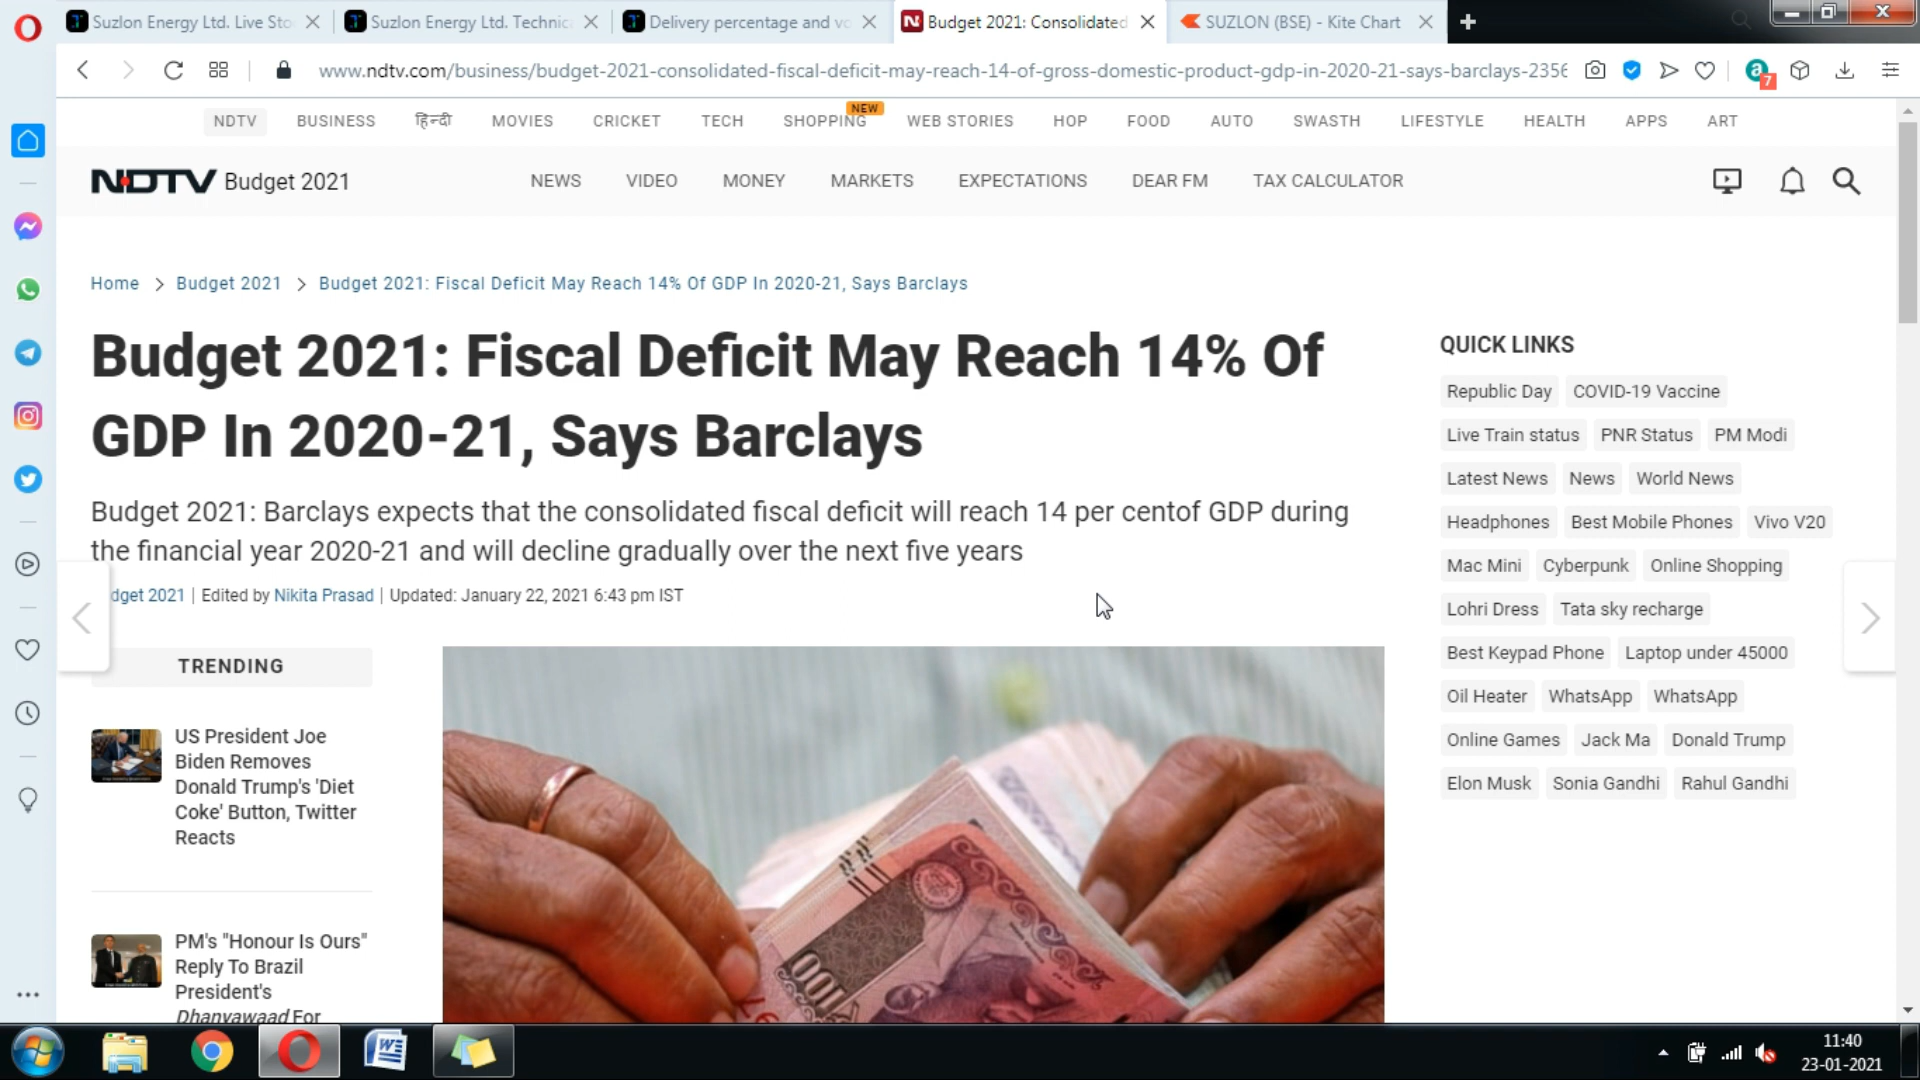 Suzlon Energy Ltd. Live Sto
Suzlon Energy Ltd. Technic
Delivery percentage and vo
Budget 2021: Consolidated
SUZLON (BSE) - Kite Chart
www.ndtv.com/business/budget-2021-consolidated-fiscal-deficit-may-reach-14-of-gross-domestic-product-gdp-in-2020-21-says-barclays-2356
7
NDTV BUSINESS हिन्दी MOVIES CRICKET TECH SHOPPING NEW WEB STORIES HOP FOOD AUTO SWASTH LIFESTYLE HEALTH APPS ART
NDTV Budget 2021
NEWS VIDEO MONEY MARKETS EXPECTATIONS DEAR FM TAX CALCULATOR
Home > Budget 2021 > Budget 2021: Fiscal Deficit May Reach 14% Of GDP In 2020-21, Says Barclays
Budget 2021: Fiscal Deficit May Reach 14% Of
GDP In 2020-21, Says Barclays
Budget 2021: Barclays expects that the consolidated fiscal deficit will reach 14 per centof GDP during
the financial year 2020-21 and will decline gradually over the next five years
dget 2021 | Edited by Nikita Prasad | Updated: January 22, 2021 6:43 pm IST
TRENDING
US President Joe
Biden Removes
Donald Trump's 'Diet
Coke' Button, Twitter
Reacts
PM's "Honour Is Ours"
Reply To Brazil
President's
Dhanyawaad For
QUICK LINKS
Republic Day COVID-19 Vaccine
Live Train status PNR Status PM Modi
Latest News News World News
Headphones Best Mobile Phones Vivo V20
Mac Mini Cyberpunk Online Shopping
Lohri Dress Tata sky recharge
Best Keypad Phone Laptop under 45000
Oil Heater WhatsApp WhatsApp
Online Games Jack Ma Donald Trump
Elon Musk Sonia Gandhi Rahul Gandhi
11:40
23-01-2021